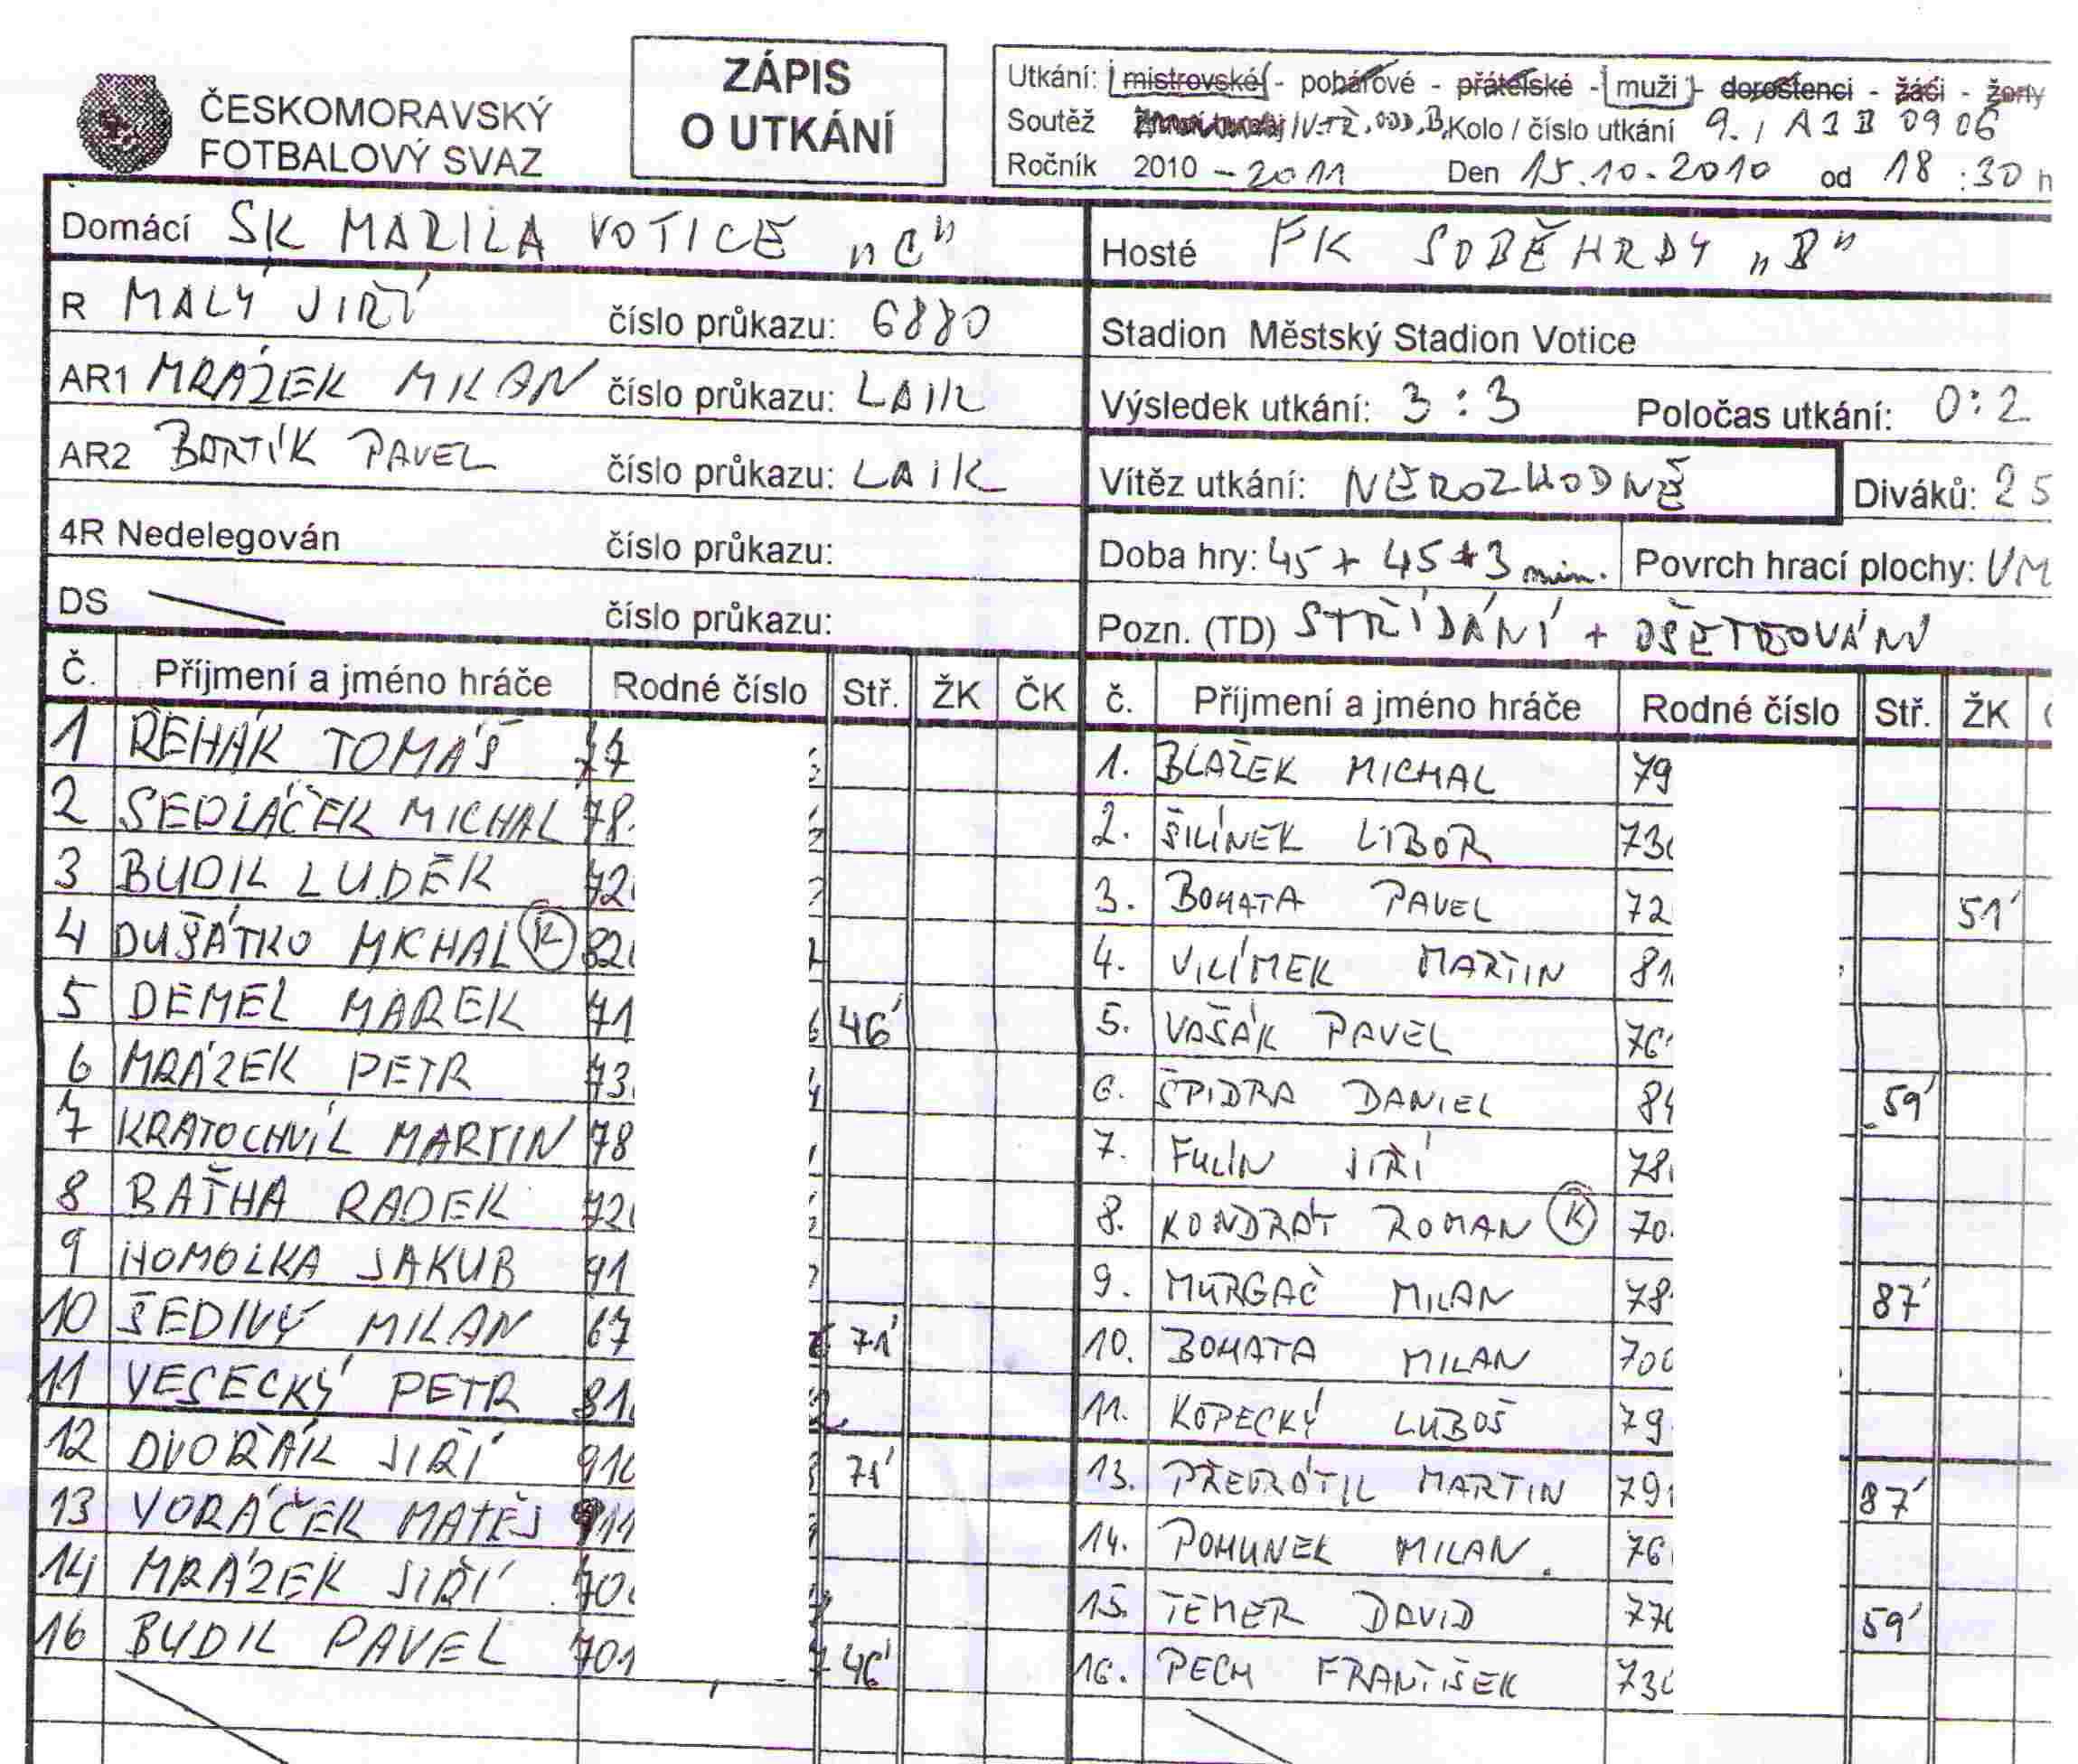 ČESKOMORAVSKÝ
FOTBALOVÝ SVAZ
ZÁPIS
O UTKÁNÍ
Utkání: mistrovské - pohárové - přátelské - muži - dorostenci - žáci - ženy
Soutěž IV.TŘ, ODD, B, Kolo / číslo utkání 9. / A1B 0906
Ročník 2010 - 2011 Den 15.10.2010 od 18 :30 h
Domácí SK MARILA VOTICE "C"
Hosté FK SOBĚHRDY "B"
R MALÝ JIŘÍ číslo průkazu: 6880
Stadion Městský Stadion Votice
AR1 MRÁZEK MILAN číslo průkazu: LAIK
Výsledek utkání: 3:3 Poločas utkání: 0:2
AR2 BORTÍK PAVEL číslo průkazu: LAIK
Vítěz utkání: NEROZHODNĚ Diváků: 25
4R Nedelegován číslo průkazu:
Doba hry: 45 + 45 + 3 min. Povrch hrací plochy: UM
DS číslo průkazu:
Pozn. (TD) STŘÍDÁNÍ + OŠETŘOVÁNÍ
Č. Příjmení a jméno hráče Rodné číslo Stř. ŽK ČK
č. Příjmení a jméno hráče Rodné číslo Stř. ŽK
1 ŘEHÁK TOMÁŠ 77
1. BLAŽEK MICHAL 79
2 SEDLÁČEK MICHAL 78
2. ŠILÍNEK LIBOR 73
3 BUDIL LUDĚK 72
3. BOHATA PAVEL 72 51'
4 DUŠÁTKO MICHAL (K) 82
4. VILÍMEK MARTIN 81
5 DEMEL MAREK 71 46'
5. VAŠÁK PAVEL 76
6 MRÁZEK PETR 73
6. ŠPIDRA DANIEL 84 59'
7 KRATOCHVÍL MARTIN 78
7. FULÍN JIŘÍ 78
8 BAŤHA RADEK 72
8. KONDRÁT ROMAN (K) 70
9 HOMOLKA JAKUB 91
9. MURGAČ MILAN 78 87'
10 ŠEDIVÝ MILAN 67 71'
10. BOHATA MILAN 70
11 VESECKÝ PETR 81
11. KOPECKÝ LUBOŠ 79
12 DVOŘÁK JIŘÍ 91 71'
13. PŘEVRÁTIL MARTIN 79 87'
13 VORÁČEK MATĚJ 911
14. POHUNEK MILAN 76
14 MRÁZEK JIŘÍ 70
15. TEMER DAVID 77 59'
16 BUDIL PAVEL 701 46'
16. PECH FRANTIŠEK 73